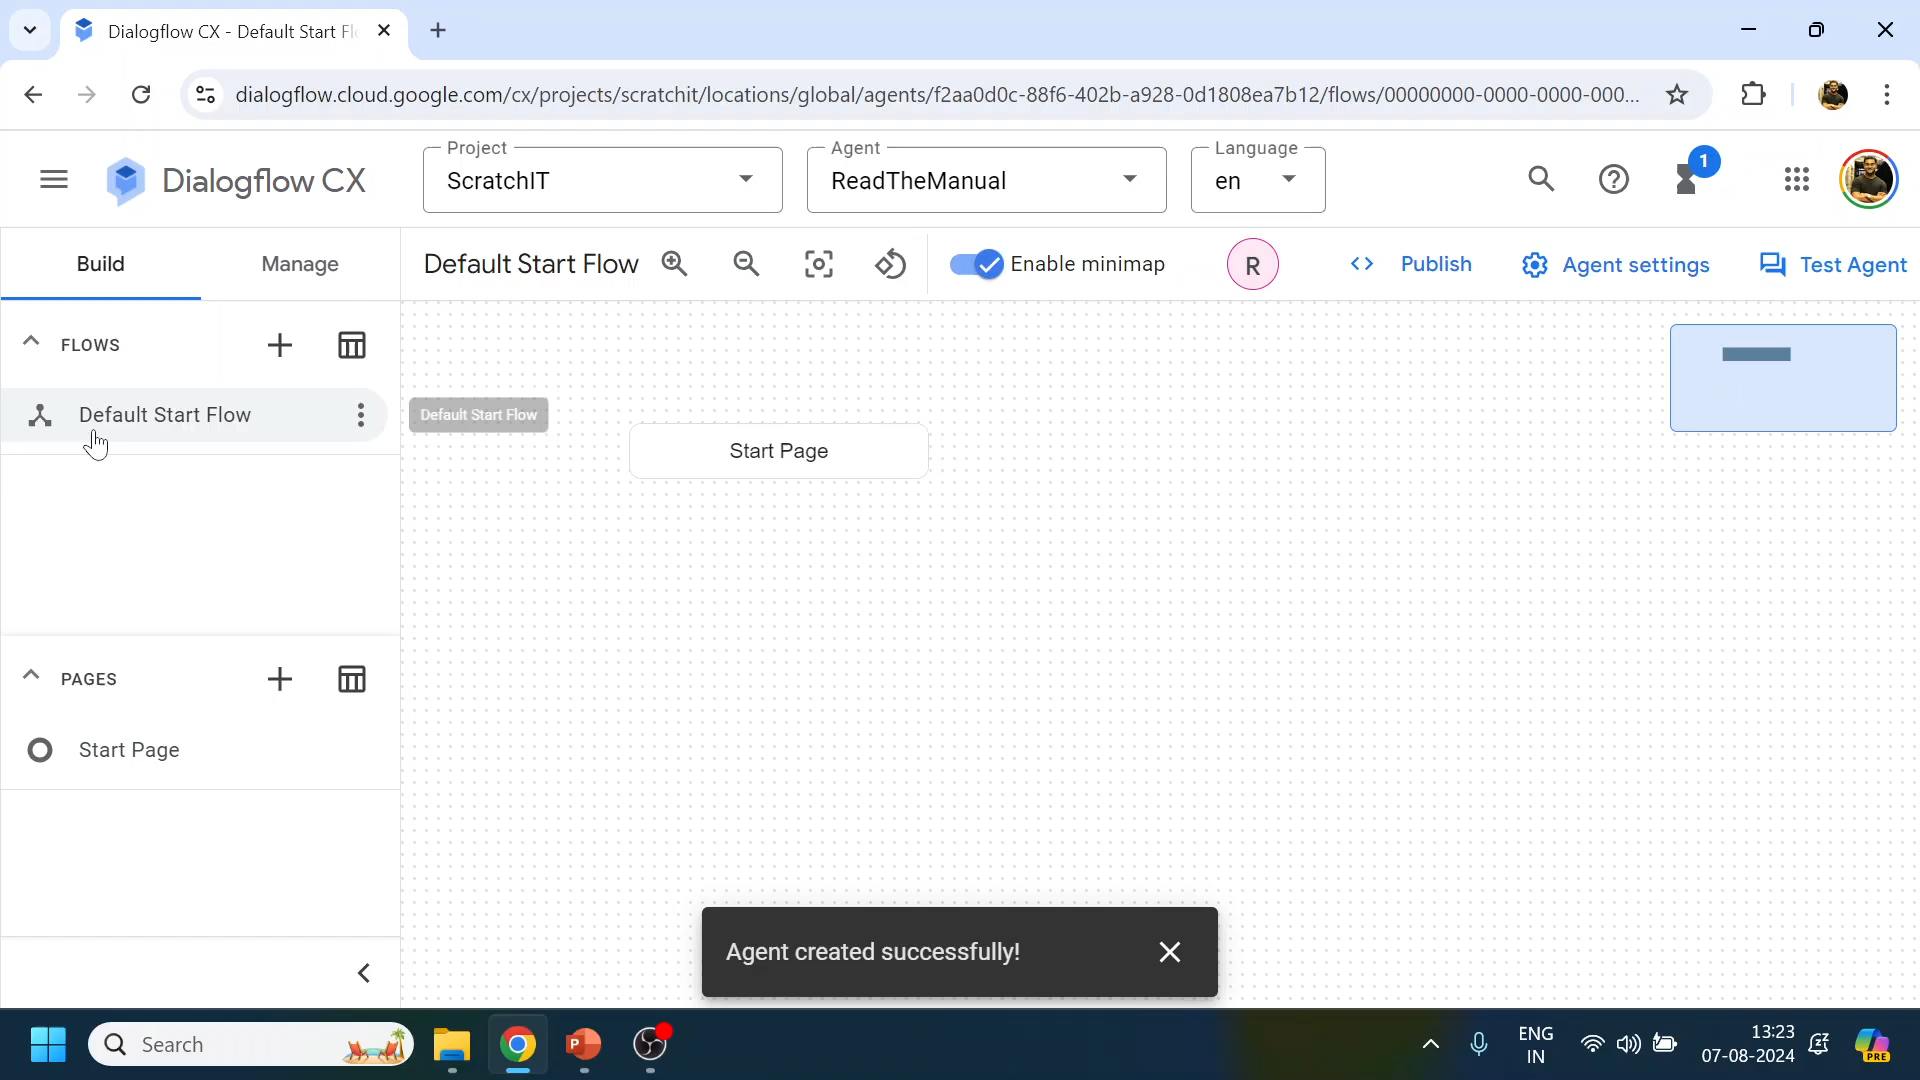 Dialogflow CX - Default Start Fl
dialogflow.cloud.google.com/cx/projects/scratchit/locations/global/agents/f2aa0d0c-88f6-402b-a928-0d1808ea7b12/flows/00000000-0000-0000-000...
Dialogflow CX
Project
ScratchIT
Agent
ReadTheManual
Language
en
1
Build
Manage
Default Start Flow
Enable minimap
R
Publish
Agent settings
Test Agent
FLOWS
Default Start Flow
Default Start Flow
Start Page
PAGES
Start Page
Agent created successfully!
Search
P
ENG
IN
13:23
07-08-2024
PRE